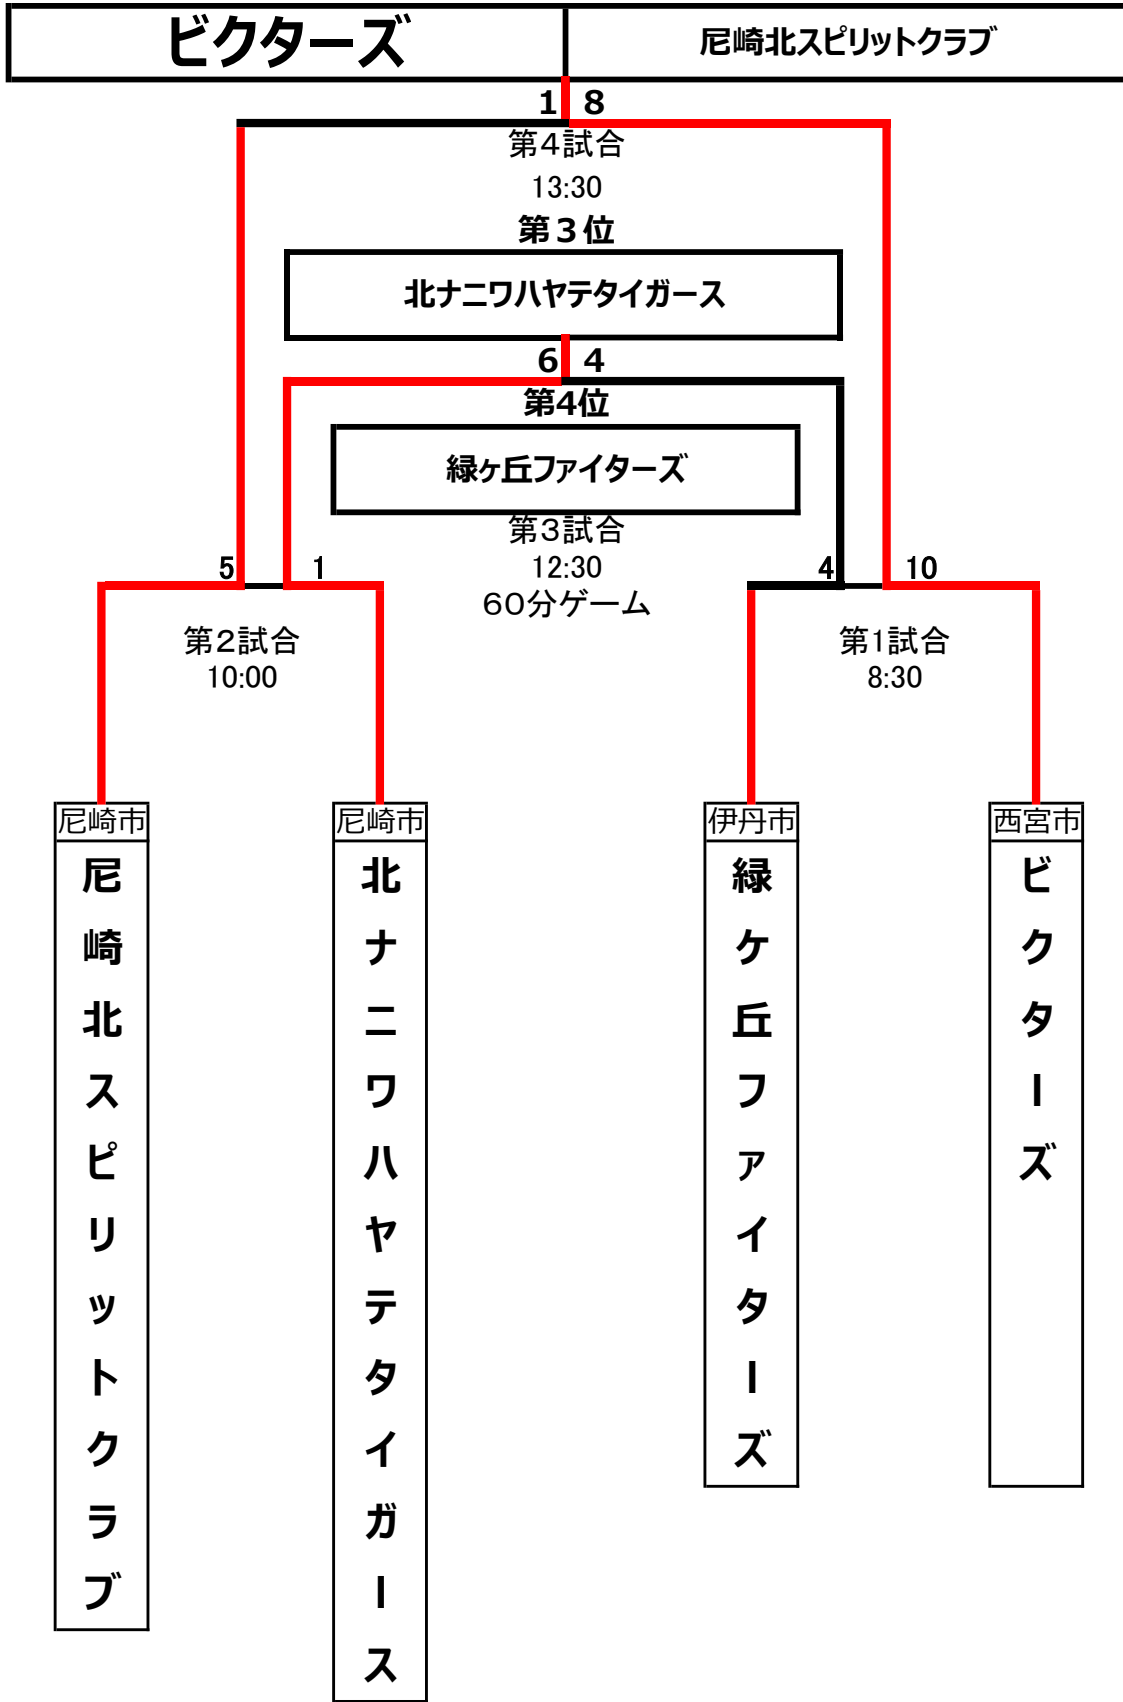 ビクターズ
尼崎北スピリットクラブ
1 8
第4試合
13:30
第3位
北ナニワハヤテタイガース
6 4
第4位
緑ヶ丘ファイターズ
第3試合
12:30
60分ゲーム
5 1
4 10
第2試合
10:00
第1試合
8:30
尼崎市
尼崎北スピリットクラブ
尼崎市
北ナニワハヤテタイガース
伊丹市
緑ケ丘ファイターズ
西宮市
ビクターズ